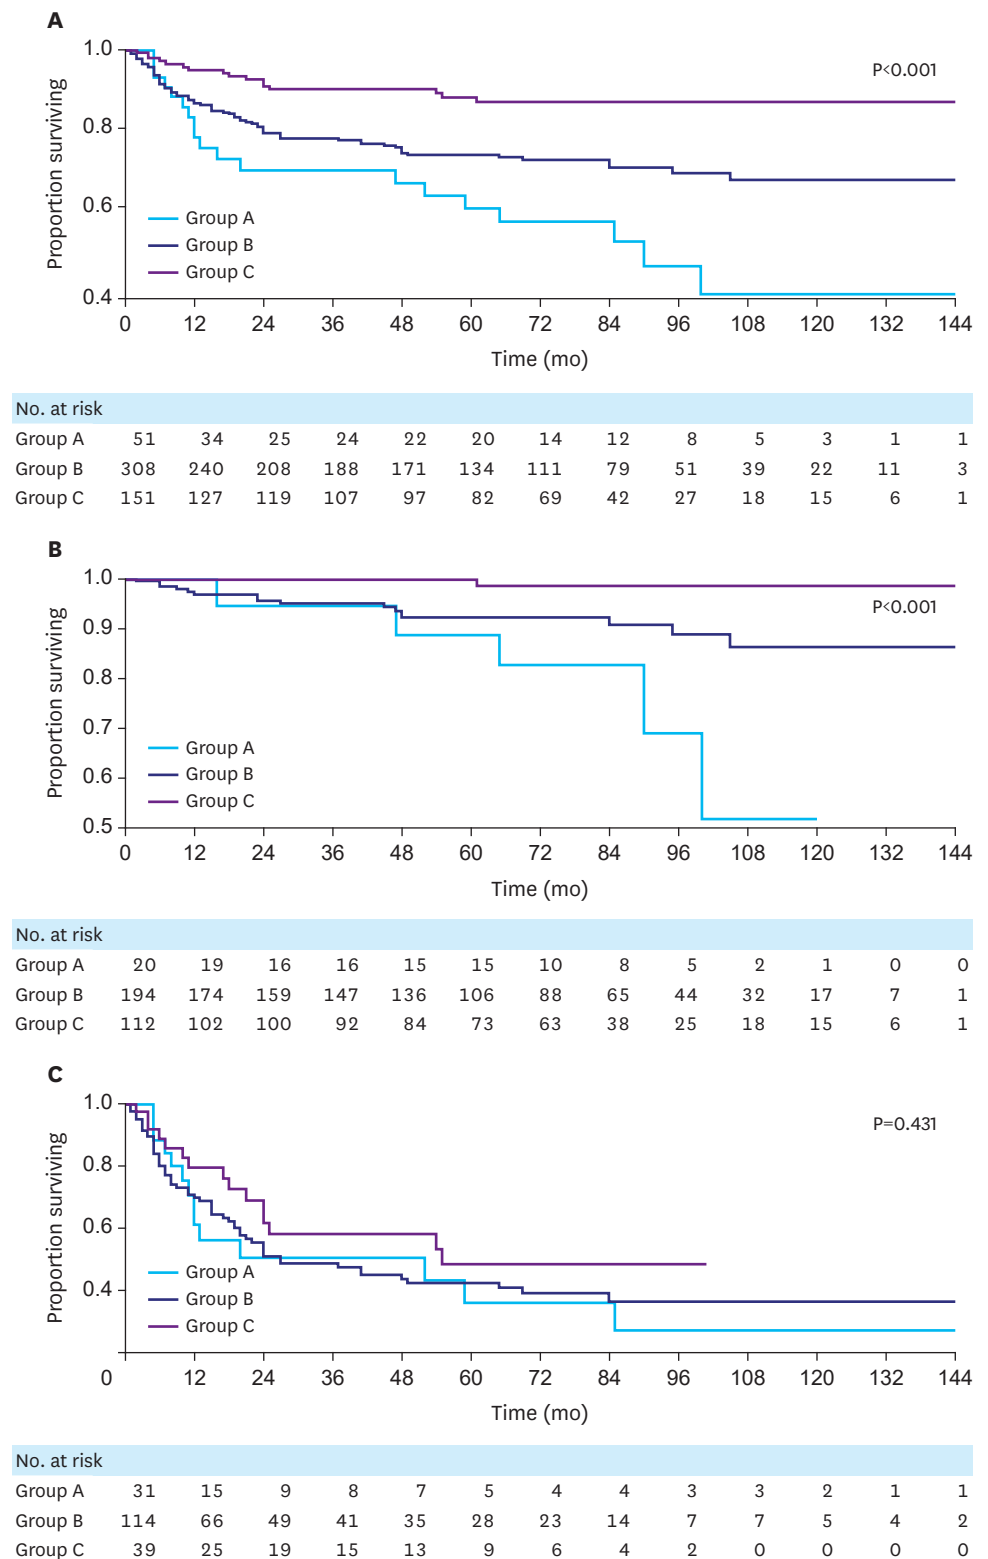 A
1.0
0.8
0.6
0.4
Proportion surviving
P<0.001
Group A
Group B
Group C
0 12 24 36 48 60 72 84 96 108 120 132 144
Time (mo)
No. at risk
Group A 51 34 25 24 22 20 14 12 8 5 3 1 1
Group B 308 240 208 188 171 134 111 79 51 39 22 11 3
Group C 151 127 119 107 97 82 69 42 27 18 15 6 1
B
1.0
0.9
0.8
0.7
0.6
0.5
Proportion surviving
P<0.001
Group A
Group B
Group C
0 12 24 36 48 60 72 84 96 108 120 132 144
Time (mo)
No. at risk
Group A 20 19 16 16 15 15 10 8 5 2 1 0 0
Group B 194 174 159 147 136 106 88 65 44 32 17 7 1
Group C 112 102 100 92 84 73 63 38 25 18 15 6 1
C
1.0
0.8
0.6
0.4
Proportion surviving
P=0.431
Group A
Group B
Group C
0 12 24 36 48 60 72 84 96 108 120 132 144
Time (mo)
No. at risk
Group A 31 15 9 8 7 5 4 4 3 3 2 1 1
Group B 114 66 49 41 35 28 23 14 7 7 5 4 2
Group C 39 25 19 15 13 9 6 4 2 0 0 0 0